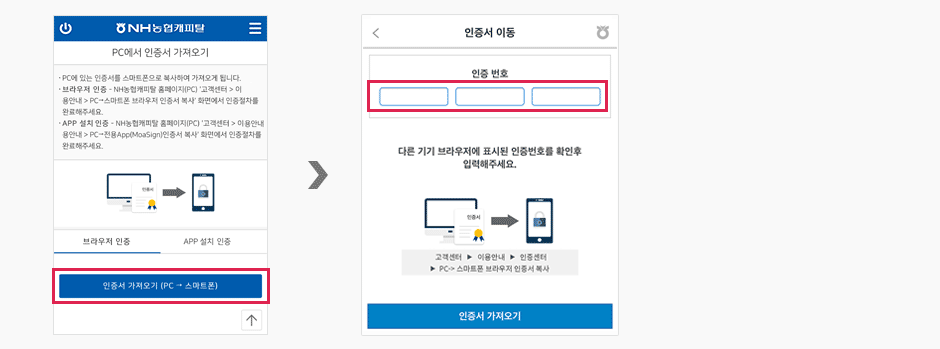 NH농협캐피탈
PC에서 인증서 가져오기
· PC에 있는 인증서를 스마트폰으로 복사하여 가져오게 됩니다.
· 브라우저 인증 - NH농협캐피탈 홈페이지(PC) '고객센터 > 이
용안내 > PC→스마트폰 브라우저 인증서 복사' 화면에서 인증절차를
완료해주세요.
· APP 설치 인증 - NH농협캐피탈 홈페이지(PC) '고객센터 > 이용안내
용안내 > PC→전용App(MoaSign)인증서 복사' 화면에서 인증절차를
완료해주세요.
인증서
브라우저 인증
APP 설치 인증
인증서 가져오기 (PC → 스마트폰)
인증서 이동
인증 번호
다른 기기 브라우저에 표시된 인증번호를 확인후
입력해주세요.
인증서
고객센터 ▶ 이용안내 ▶ 인증센터
▶ PC-> 스마트폰 브라우저 인증서 복사
인증서 가져오기